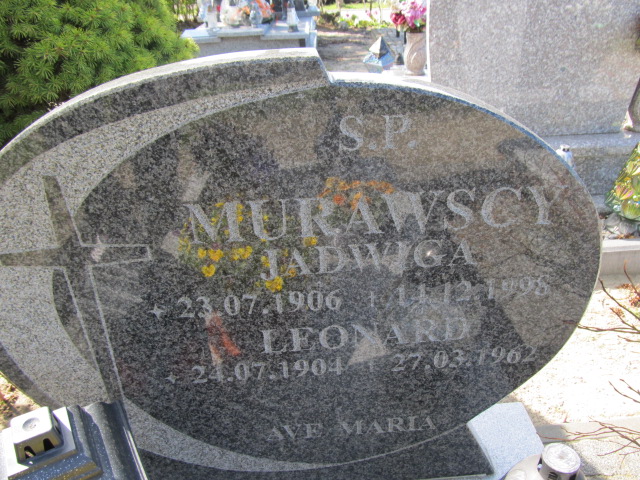 S.P.
MURAWSCY
JADWIGA
23.07.1906 † 11.12.1998
LEONARD
24.07.1904 † 27.03.1962
AVE MARIA